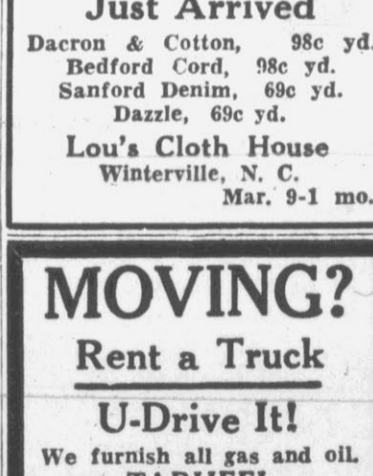 Just Arrived
Dacron & Cotton, 98c yd.
Bedford Cord, 98c yd.
Sanford Denim, 69c yd.
Dazzle, 69c yd.
Lou's Cloth House
Winterville, N. C.
Mar. 9-1 mo.
MOVING?
Rent a Truck
U-Drive It!
We furnish all gas and oil.